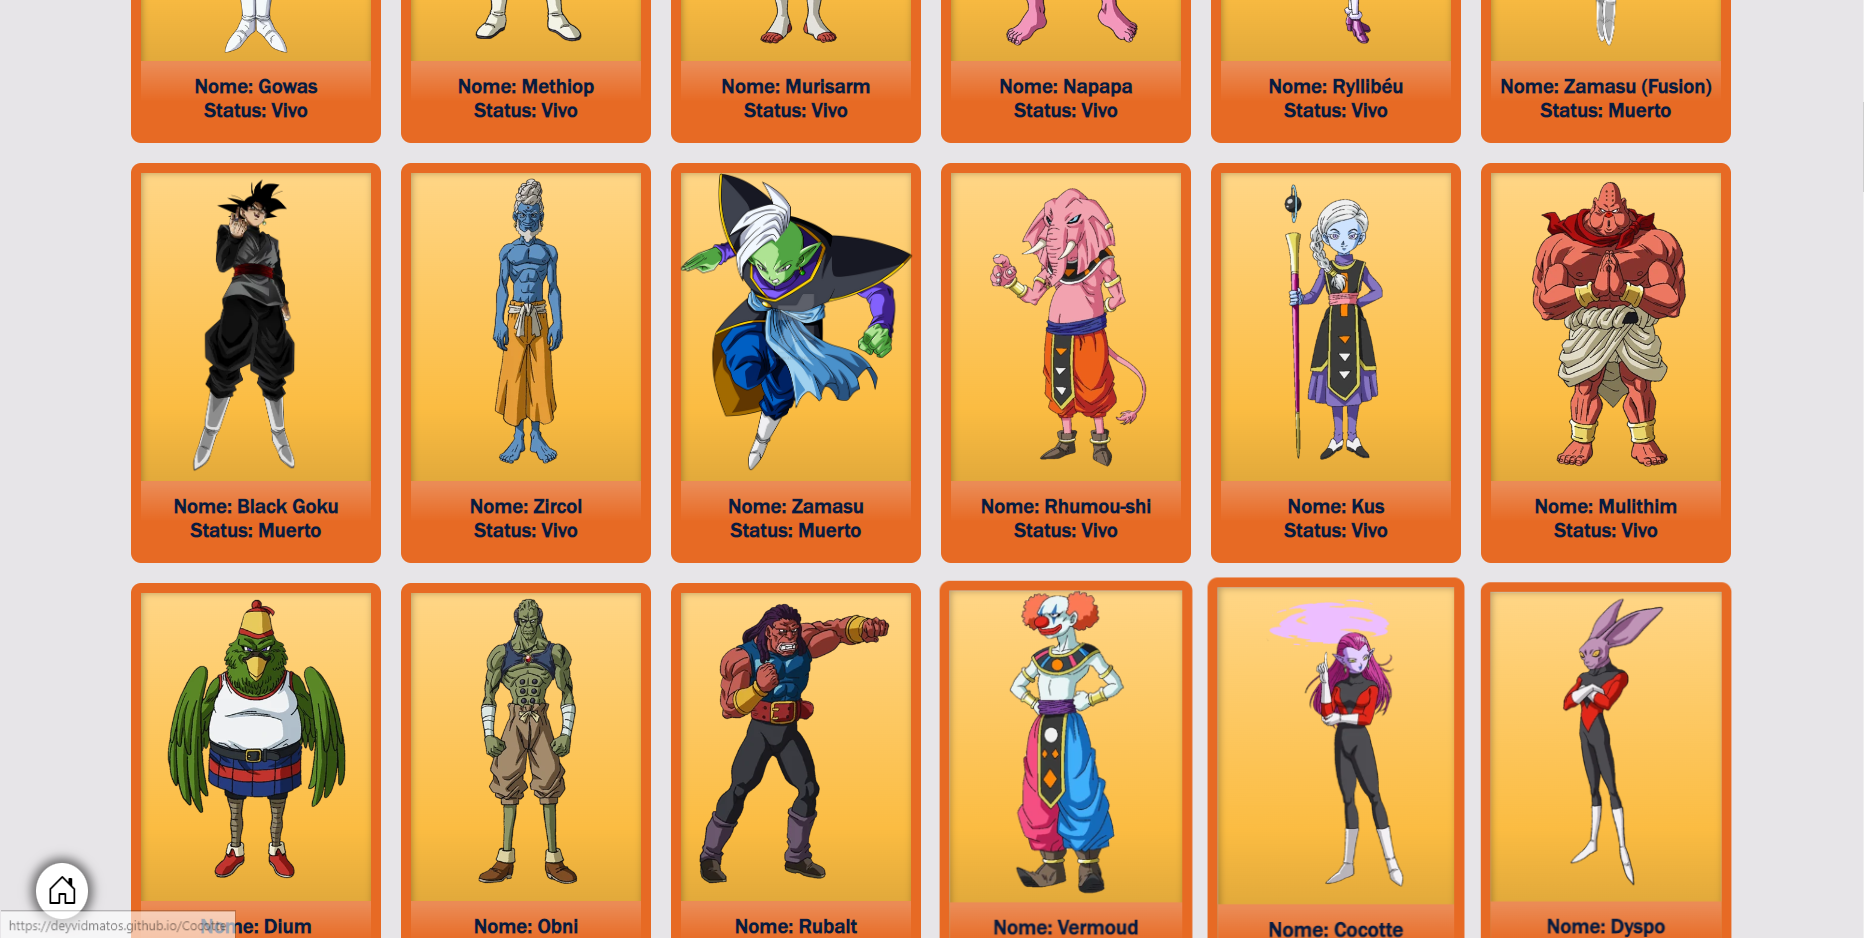 Nome: Gowas
Status: Vivo
Nome: Methiop
Status: Vivo
Nome: Murisarm
Status: Vivo
Nome: Napapa
Status: Vivo
Nome: Ryllibéu
Status: Vivo
Nome: Zamasu (Fusion)
Status: Muerto
Nome: Black Goku
Status: Muerto
Nome: Zircol
Status: Vivo
Nome: Zamasu
Status: Muerto
Nome: Rhumou-shi
Status: Vivo
Nome: Kus
Status: Vivo
Nome: Mulithim
Status: Vivo
Nome: Dium
Nome: Obni
Nome: Rubalt
Nome: Vermoud
Nome: Cocotte
Nome: Dyspo
https://deyvidmatos.github.io/Cocotte